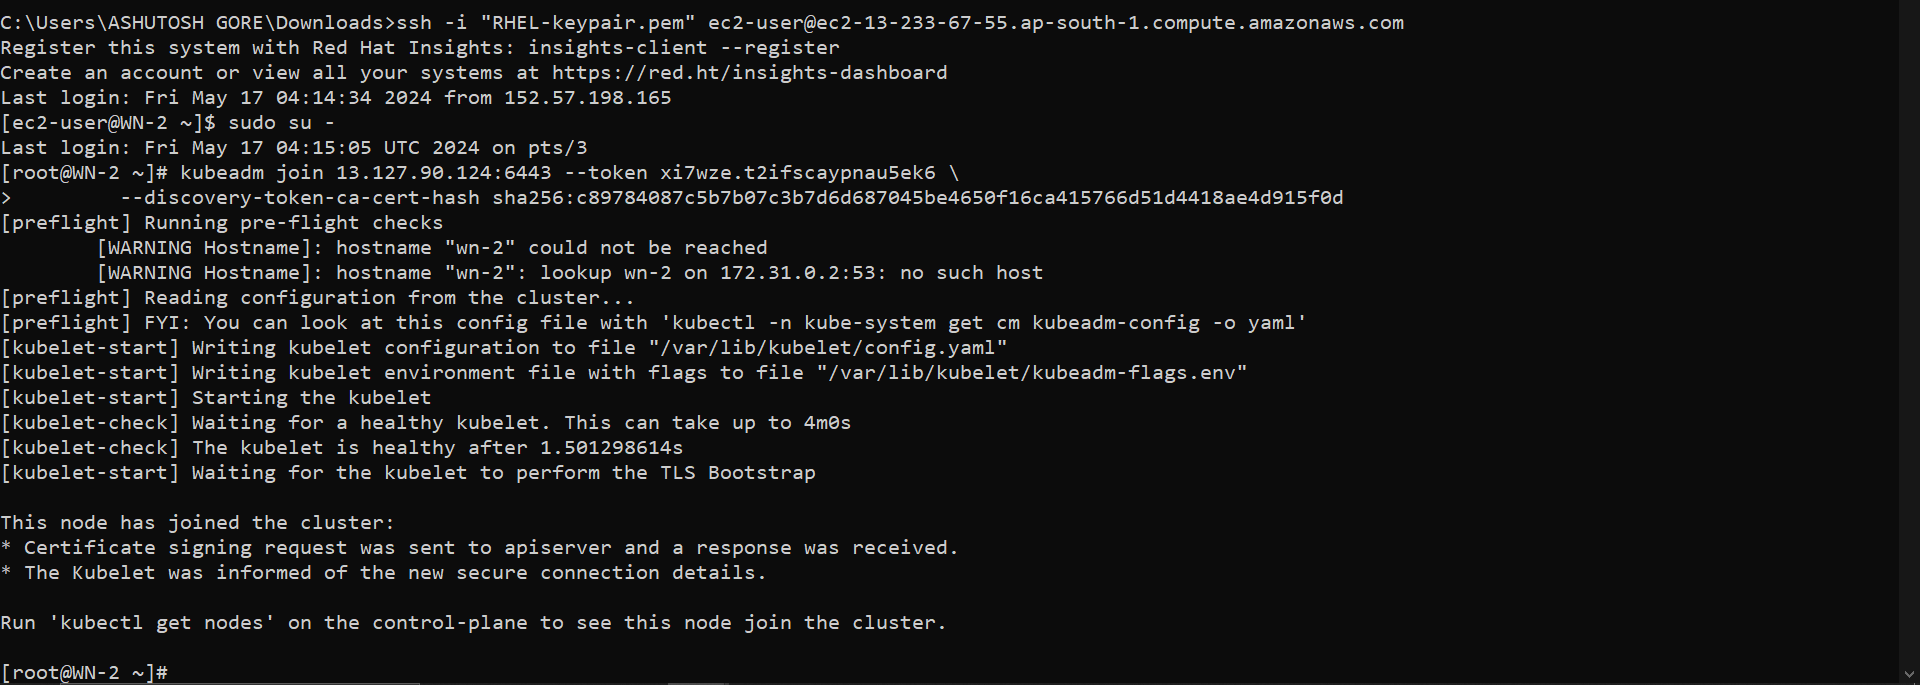 C:\Users\ASHUTOSH GORE\Downloads>ssh -i "RHEL-keypair.pem" ec2-user@ec2-13-233-67-55.ap-south-1.compute.amazonaws.com
Register this system with Red Hat Insights: insights-client --register
Create an account or view all your systems at https://red.ht/insights-dashboard
Last login: Fri May 17 04:14:34 2024 from 152.57.198.165
[ec2-user@WN-2 ~]$ sudo su -
Last login: Fri May 17 04:15:05 UTC 2024 on pts/3
[root@WN-2 ~]# kubeadm join 13.127.90.124:6443 --token xi7wze.t2ifscaypnau5ek6 \
>         --discovery-token-ca-cert-hash sha256:c89784087c5b7b07c3b7d6d687045be4650f16ca415766d51d4418ae4d915f0d
[preflight] Running pre-flight checks
        [WARNING Hostname]: hostname "wn-2" could not be reached
        [WARNING Hostname]: hostname "wn-2": lookup wn-2 on 172.31.0.2:53: no such host
[preflight] Reading configuration from the cluster...
[preflight] FYI: You can look at this config file with 'kubectl -n kube-system get cm kubeadm-config -o yaml'
[kubelet-start] Writing kubelet configuration to file "/var/lib/kubelet/config.yaml"
[kubelet-start] Writing kubelet environment file with flags to file "/var/lib/kubelet/kubeadm-flags.env"
[kubelet-start] Starting the kubelet
[kubelet-check] Waiting for a healthy kubelet. This can take up to 4m0s
[kubelet-check] The kubelet is healthy after 1.501298614s
[kubelet-start] Waiting for the kubelet to perform the TLS Bootstrap

This node has joined the cluster:
* Certificate signing request was sent to apiserver and a response was received.
* The Kubelet was informed of the new secure connection details.

Run 'kubectl get nodes' on the control-plane to see this node join the cluster.

[root@WN-2 ~]#